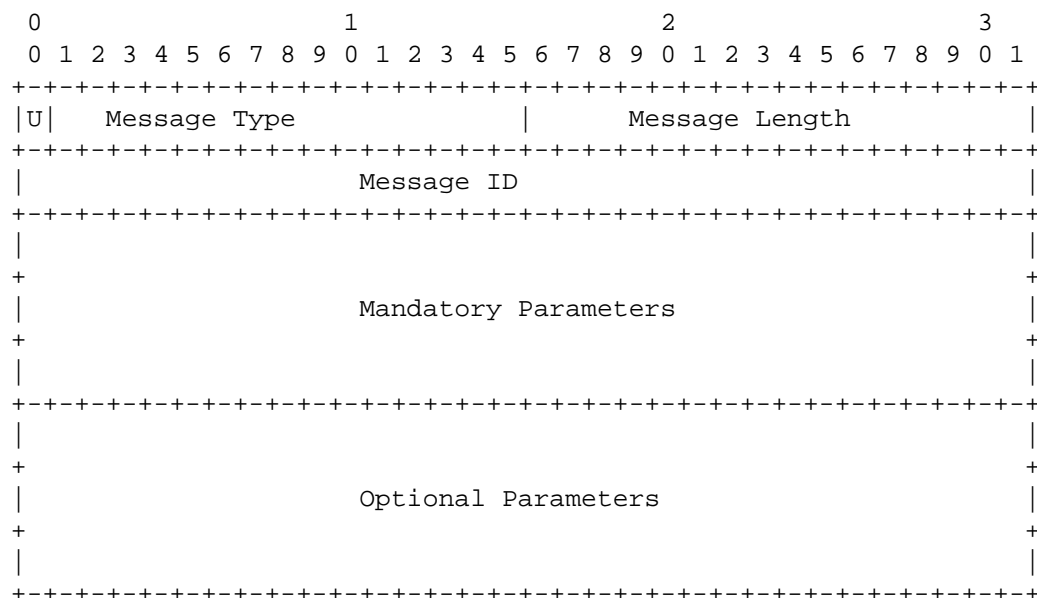 0                   1                   2                   3
 0 1 2 3 4 5 6 7 8 9 0 1 2 3 4 5 6 7 8 9 0 1 2 3 4 5 6 7 8 9 0 1
+-+-+-+-+-+-+-+-+-+-+-+-+-+-+-+-+-+-+-+-+-+-+-+-+-+-+-+-+-+-+-+-+
|U|   Message Type              |      Message Length           |
+-+-+-+-+-+-+-+-+-+-+-+-+-+-+-+-+-+-+-+-+-+-+-+-+-+-+-+-+-+-+-+-+
|                     Message ID                                |
+-+-+-+-+-+-+-+-+-+-+-+-+-+-+-+-+-+-+-+-+-+-+-+-+-+-+-+-+-+-+-+-+
|                                                               |
+                                                               +
|                     Mandatory Parameters                      |
+                                                               +
|                                                               |
+-+-+-+-+-+-+-+-+-+-+-+-+-+-+-+-+-+-+-+-+-+-+-+-+-+-+-+-+-+-+-+-+
|                                                               |
+                                                               +
|                     Optional Parameters                       |
+                                                               +
|                                                               |
+-+-+-+-+-+-+-+-+-+-+-+-+-+-+-+-+-+-+-+-+-+-+-+-+-+-+-+-+-+-+-+-+